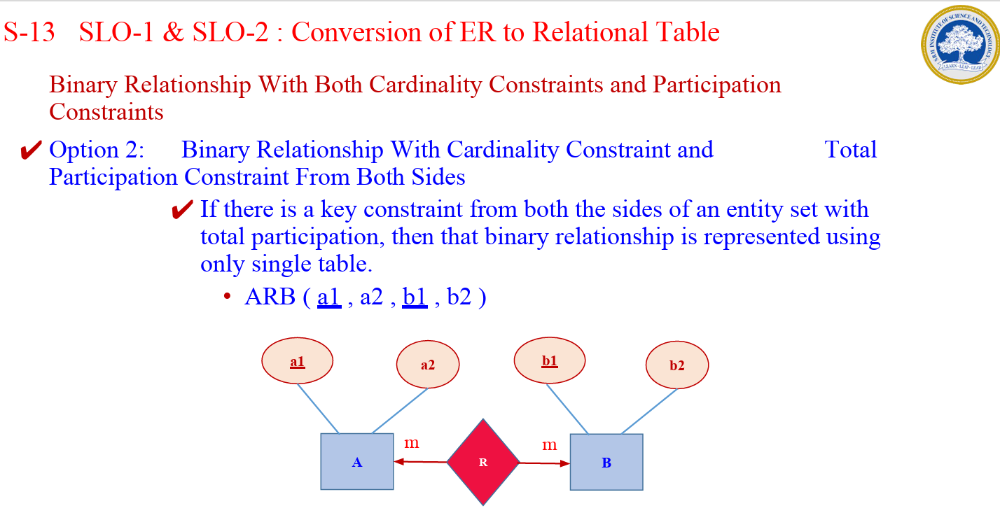 S-13 SLO-1 & SLO-2 : Conversion of ER to Relational Table
SRM INSTITUTE OF SCIENCE AND TECHNOLOGY
LEARN - LEAP - LEAD
Binary Relationship With Both Cardinality Constraints and Participation
Constraints
✔ Option 2: Binary Relationship With Cardinality Constraint and Total
Participation Constraint From Both Sides
✔ If there is a key constraint from both the sides of an entity set with
total participation, then that binary relationship is represented using
only single table.
• ARB ( a1 , a2 , b1 , b2 )
a1 a2 b1 b2
m m
A R B